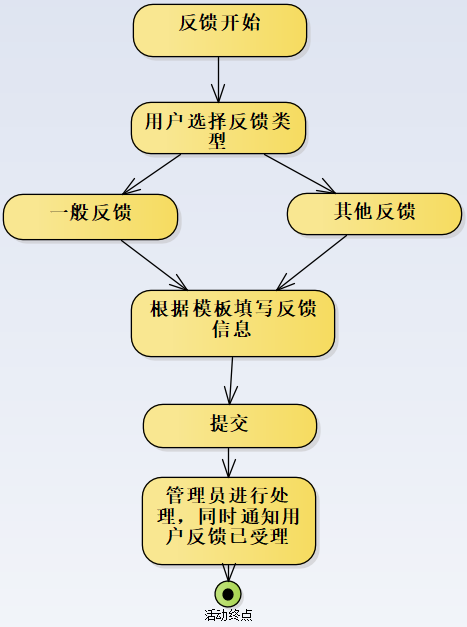 反馈开始
用户选择反馈类
型
一般反馈
其他反馈
根据模板填写反馈
信息
提交
管理员进行处
理，同时通知用
户反馈已受理
活动终点